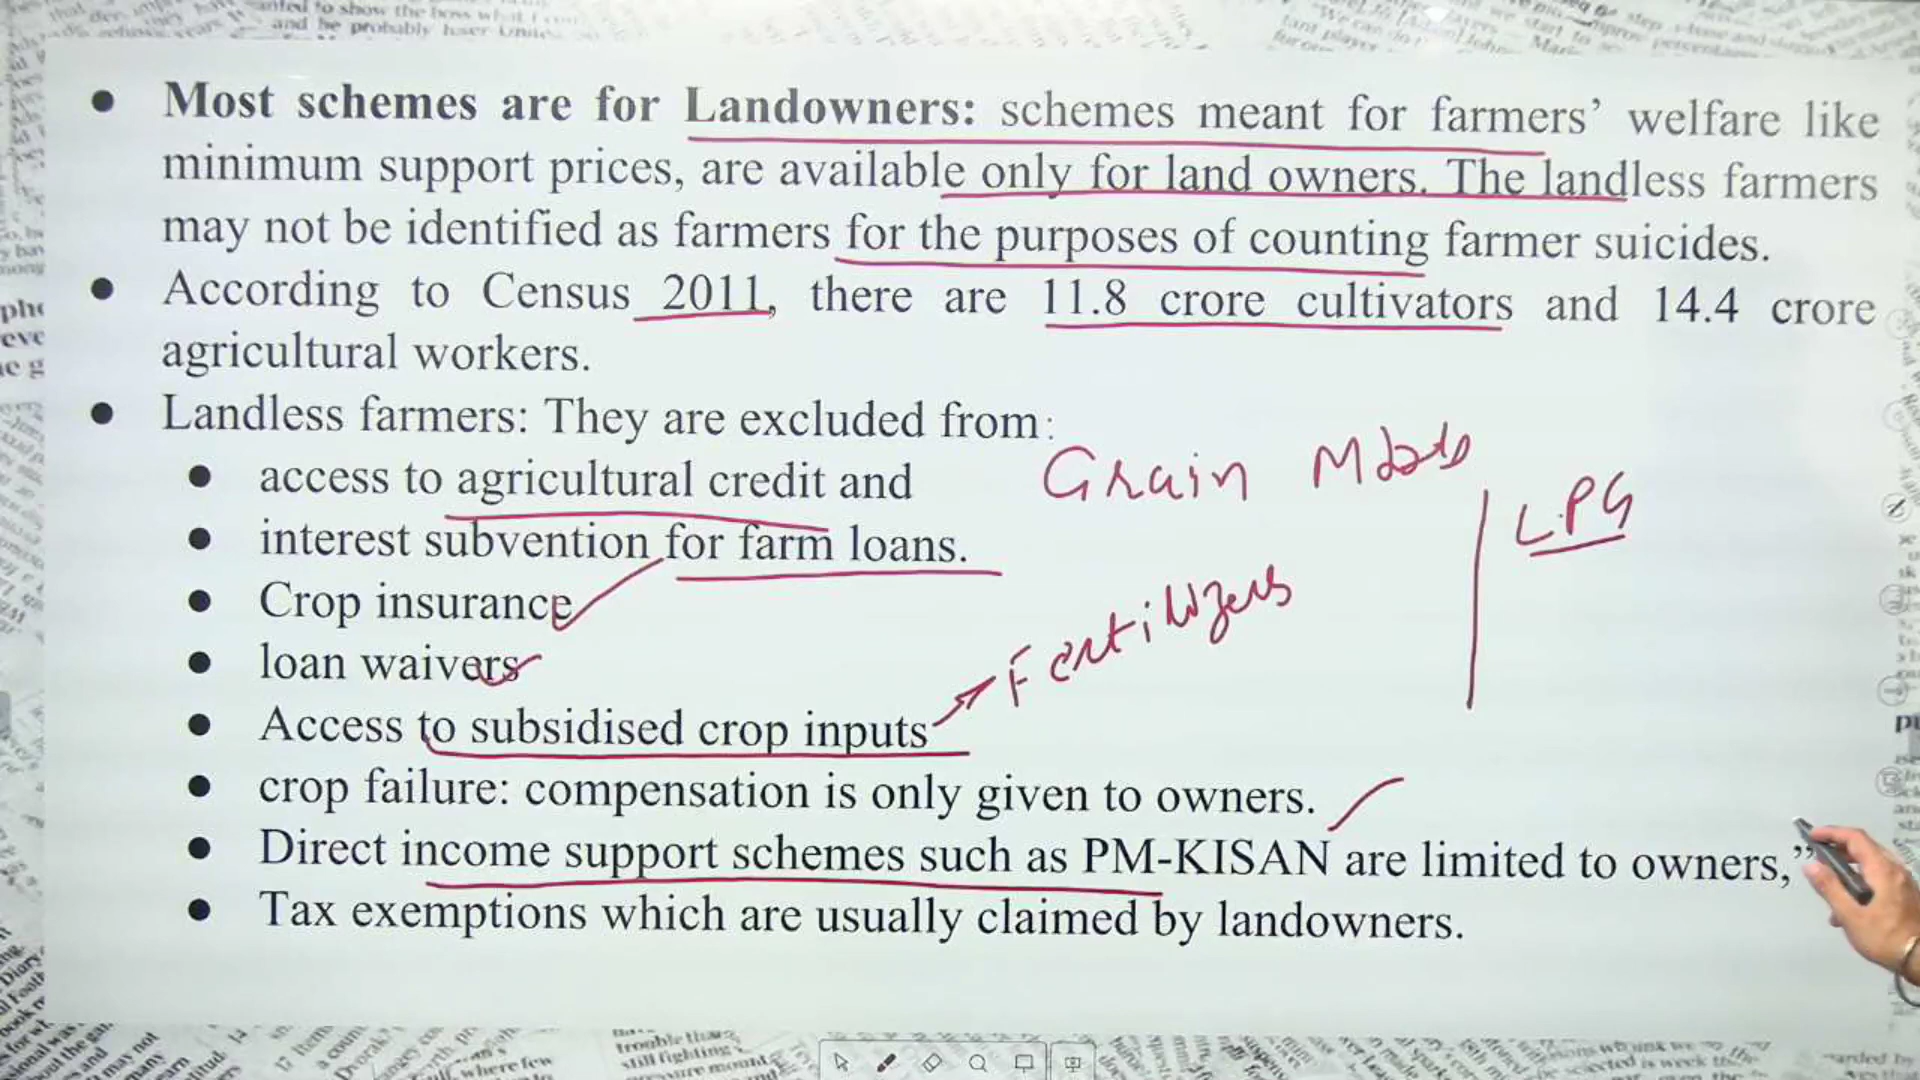 ● Most schemes are for Landowners: schemes meant for farmers’ welfare like
minimum support prices, are available only for land owners. The landless farmers
may not be identified as farmers for the purposes of counting farmer suicides.
● According to Census 2011, there are 11.8 crore cultivators and 14.4 crore
agricultural workers.
● Landless farmers: They are excluded from:
● access to agricultural credit and
Grain
LPG
● interest subvention for farm loans.
● Crop insurance
Fertilizers
● loan waivers
● Access to subsidised crop inputs
● crop failure: compensation is only given to owners.
● Direct income support schemes such as PM-KISAN are limited to owners,”
● Tax exemptions which are usually claimed by landowners.